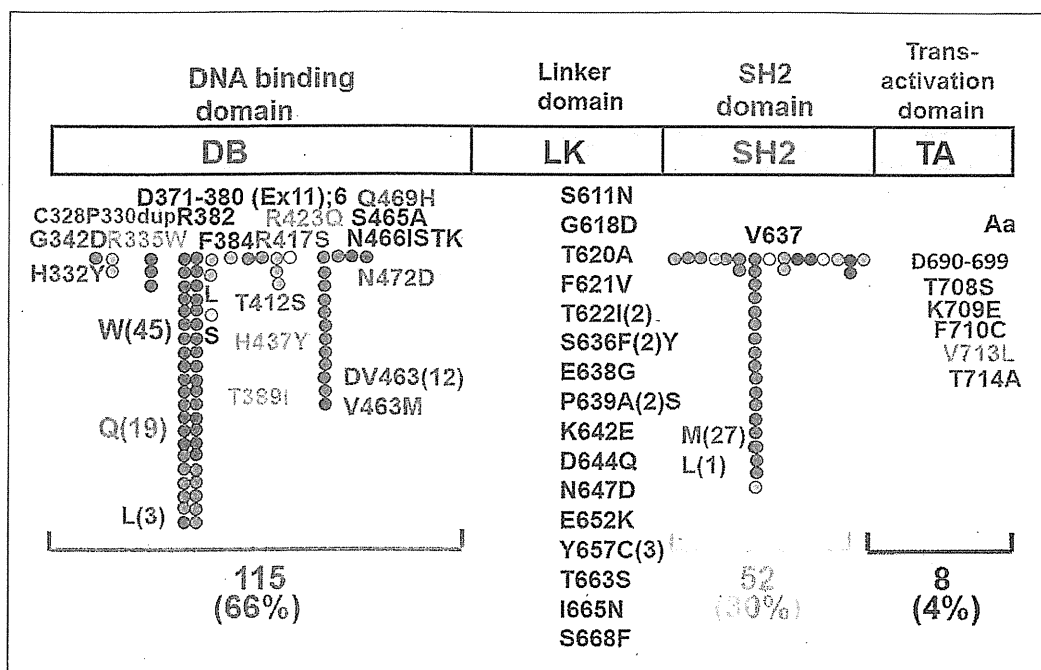 DNA binding
domain
Linker
domain
SH2
domain
Trans-
activation
domain
DB
LK
SH2
TA
D371-380 (Ex11);6 Q469H
C328P330dup R382 R423Q S465A
G342D R335W F384 R417S N466ISTK
H332Y
N472D
L
T412S
S
W(45)
H437Y
DV463(12)
T389I
V463M
Q(19)
L(3)
115
(66%)
S611N
G618D
T620A
F621V
T622I(2)
S636F(2)Y
E638G
P639A(2)S
K642E
D644Q
N647D
E652K
Y657C(3)
T663S
I665N
S668F
V637
M(27)
L(1)
52
(30%)
Aa
D690-699
T708S
K709E
F710C
V713L
T714A
8
(4%)